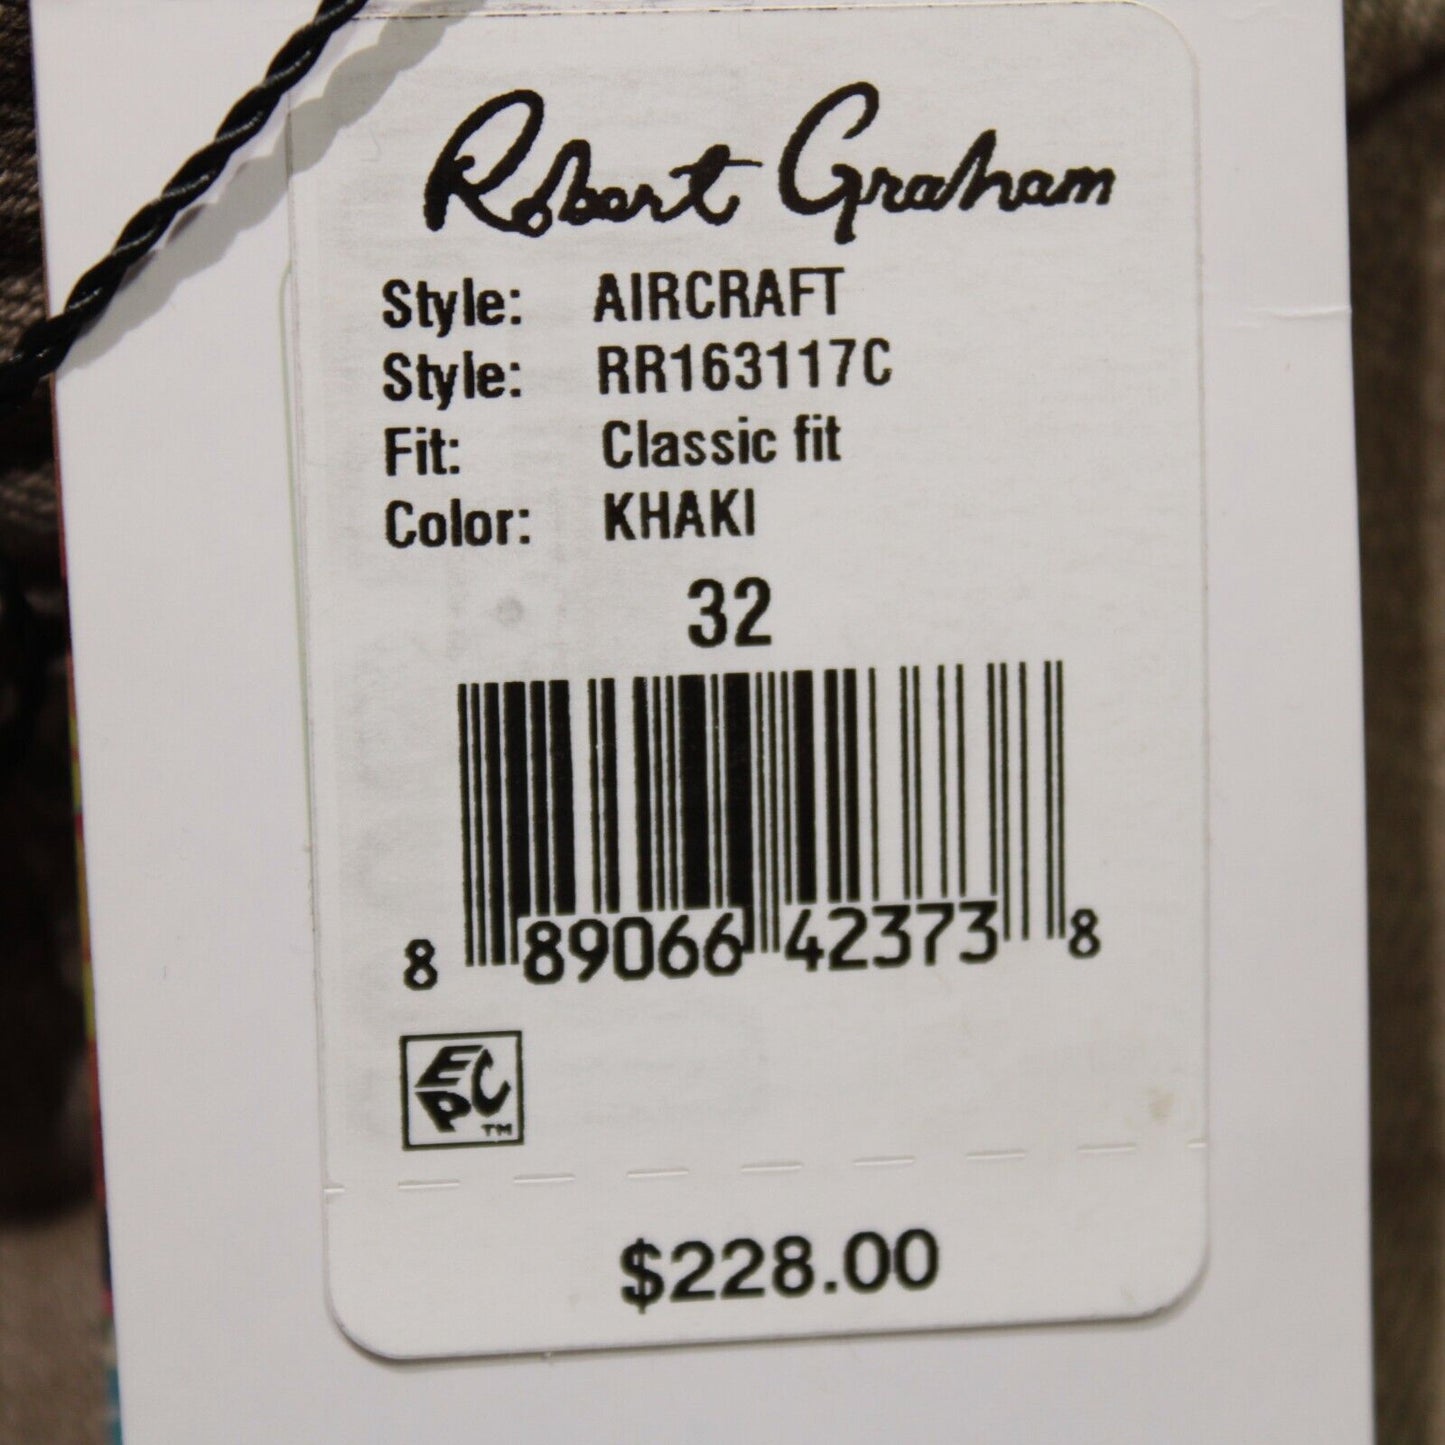 Robert Graham
Style: AIRCRAFT
Style: RR163117C
Fit: Classic fit
Color: KHAKI
32
8 89066 42373 8
EPC TM
$228.00